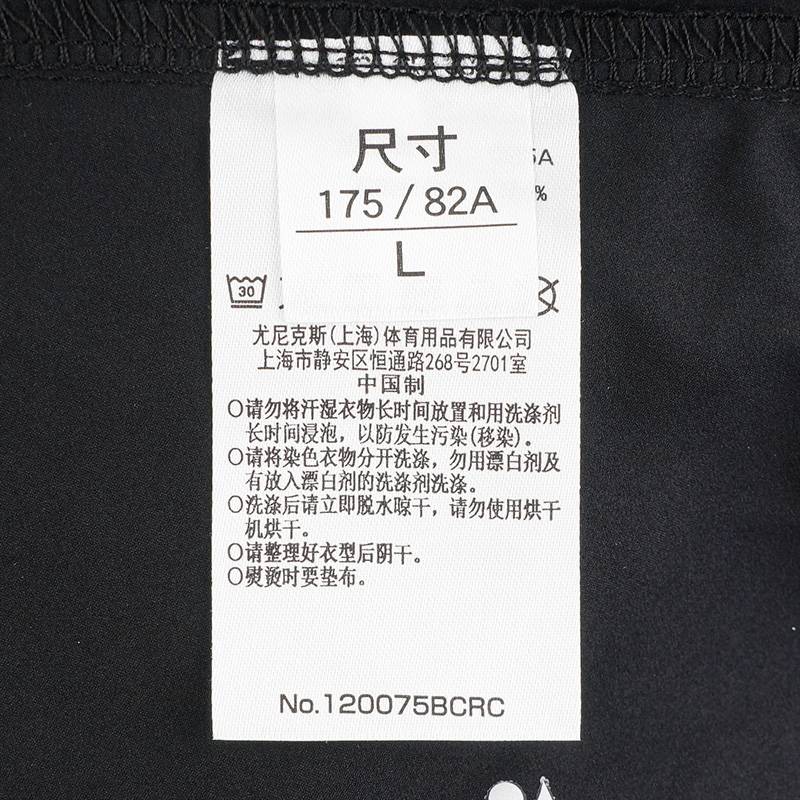 尺寸
175 / 82A
L
5A
%
30
尤尼克斯(上海)体育用品有限公司
上海市静安区恒通路268号2701室
中国制
○请勿将汗湿衣物长时间放置和用洗涤剂
长时间浸泡，以防发生污染(移染)。
○请将染色衣物分开洗涤，勿用漂白剂及
有放入漂白剂的洗涤剂洗涤。
○洗涤后请立即脱水晾干，请勿使用烘干
机烘干。
○请整理好衣型后阴干。
○熨烫时要垫布。
No.120075BCRC